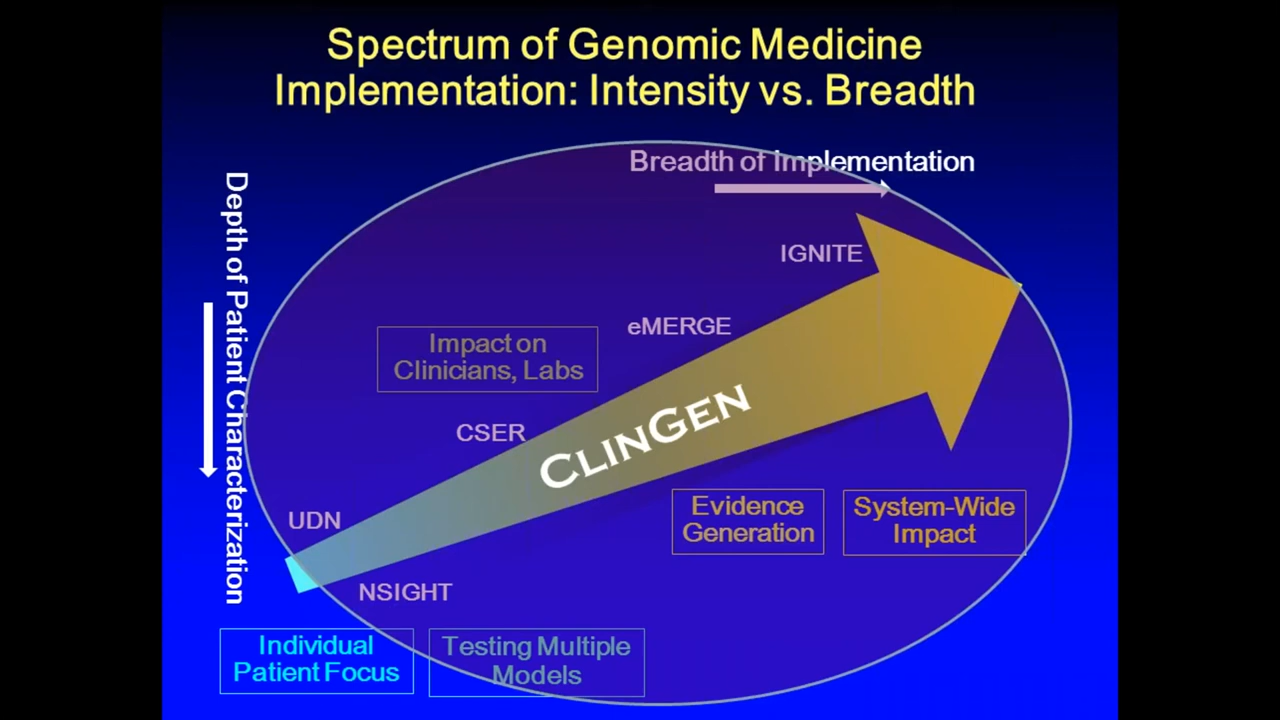 Spectrum of Genomic Medicine
Implementation: Intensity vs. Breadth
Breadth of Implementation
Depth of Patient Characterization
IGNITE
eMERGE
Impact on
Clinicians, Labs
CSER
CLINGEN
Evidence
Generation
System-Wide
Impact
UDN
NSIGHT
Individual
Patient Focus
Testing Multiple
Models